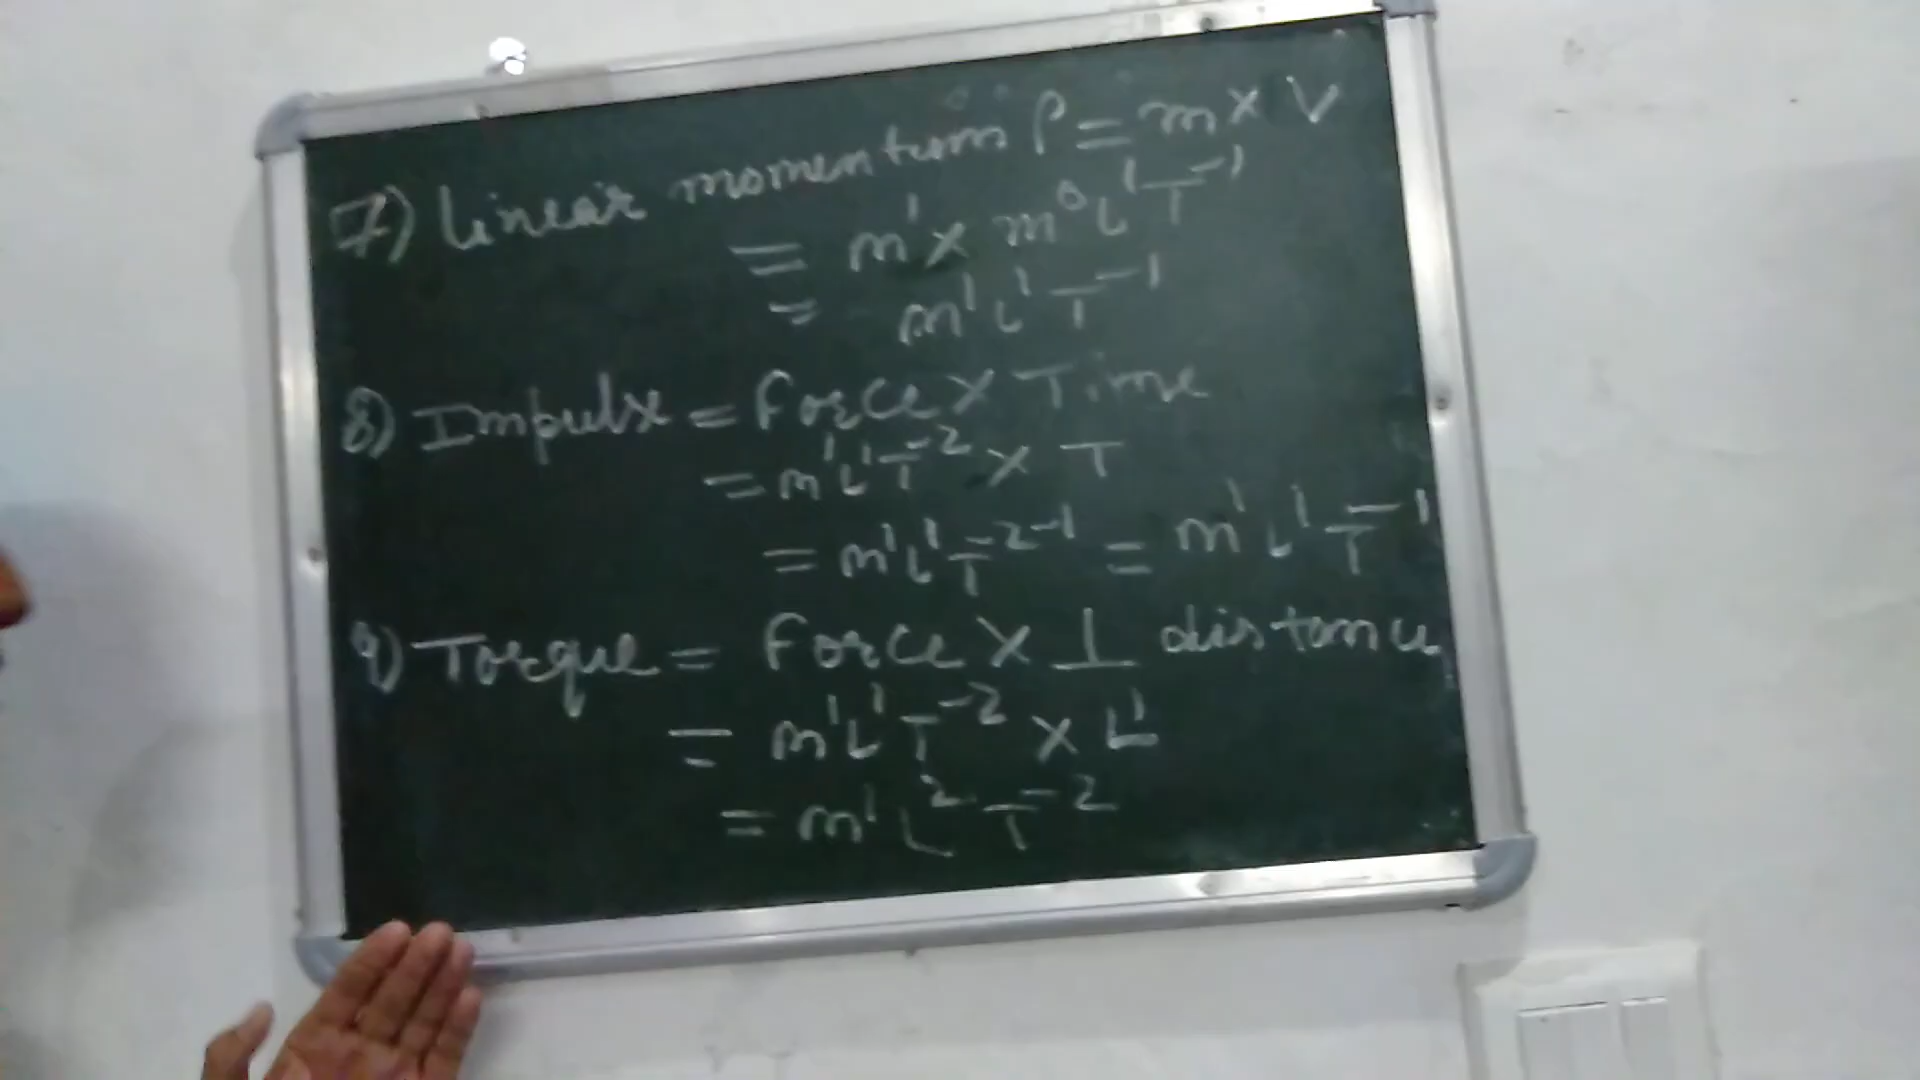 7) Linear momentum P = m × V
= m¹ × m⁰ L¹ T⁻¹
= m¹ L¹ T⁻¹
8) Impulse = Force × Time
= m¹ L¹ T⁻² × T
= m¹ L¹ T⁻²⁻¹ = m¹ L¹ T⁻¹
9) Torque = Force × ⊥ distance
= m¹ L¹ T⁻² × L¹
= m¹ L² T⁻²